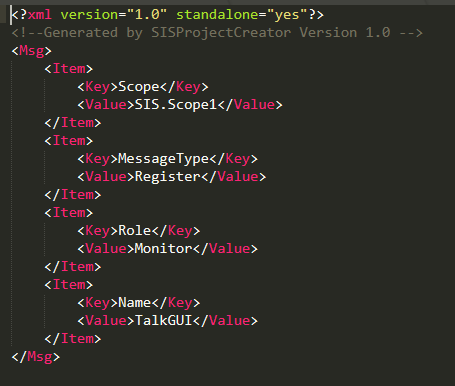 <?xml version="1.0" standalone="yes"?>
<!--Generated by SISProjectCreator Version 1.0 -->
<Msg>
<Item>
<Key>Scope</Key>
<Value>SIS.Scope1</Value>
</Item>
<Item>
<Key>MessageType</Key>
<Value>Register</Value>
</Item>
<Item>
<Key>Role</Key>
<Value>Monitor</Value>
</Item>
<Item>
<Key>Name</Key>
<Value>TalkGUI</Value>
</Item>
</Msg>